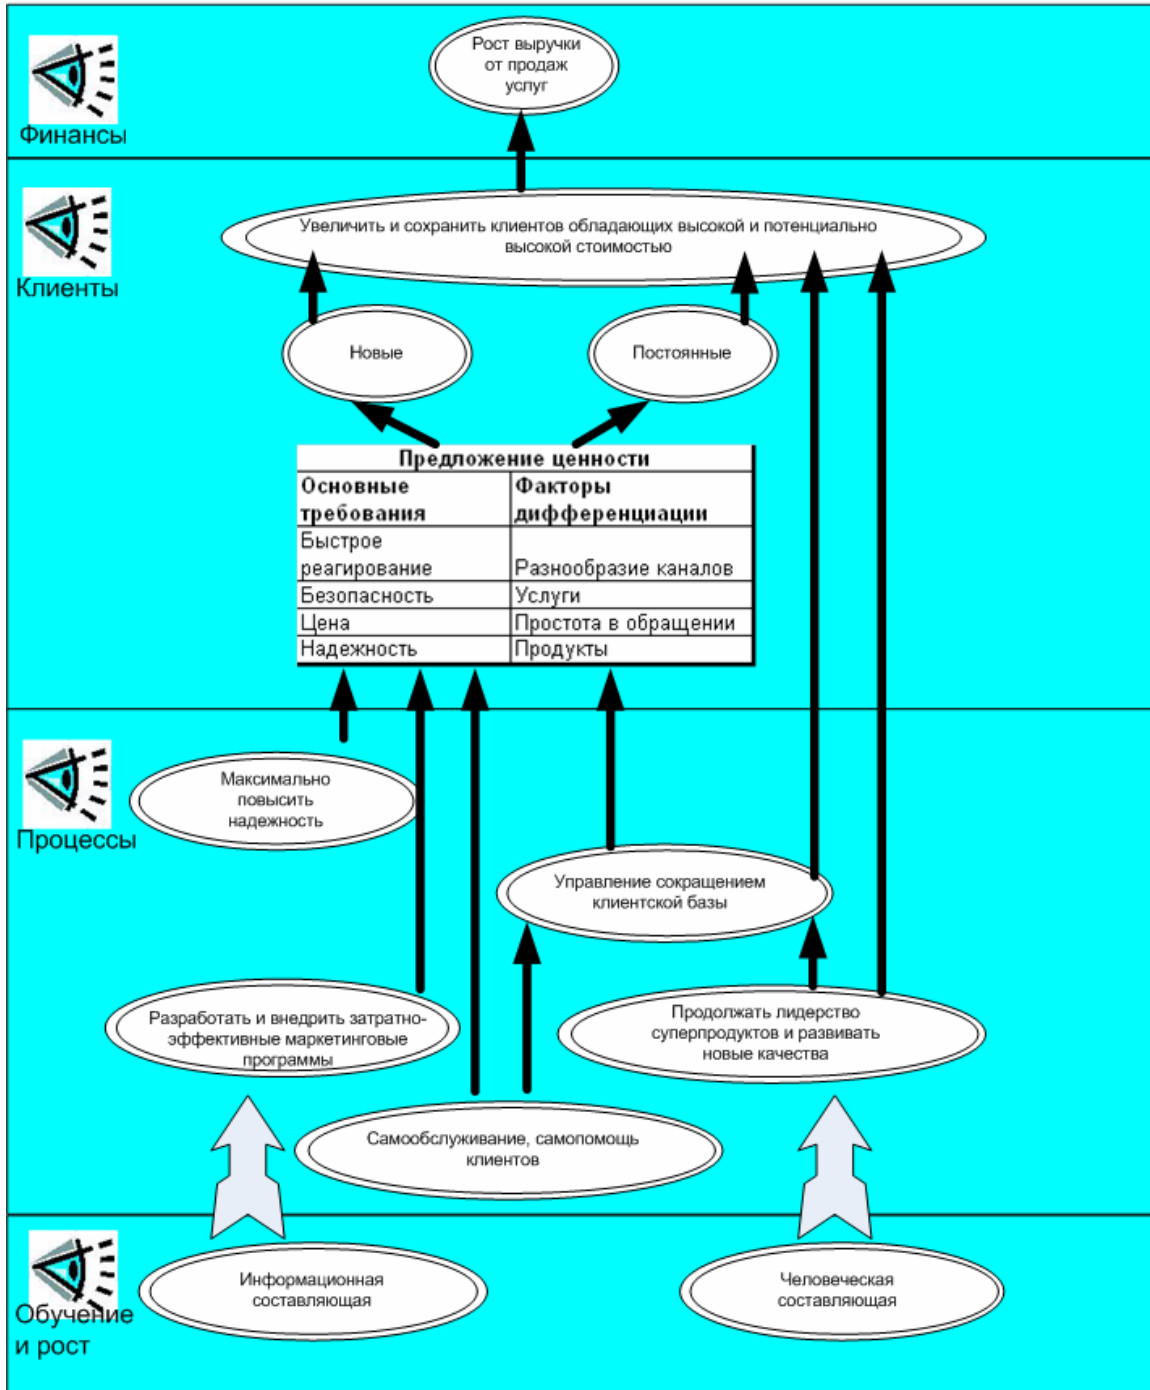 Рост выручки
от продаж
услуг
Финансы
Увеличить и сохранить клиентов обладающих высокой и потенциально
высокой стоимостью
Клиенты
Новые
Постоянные
Предложение ценности
Основные
требования
Факторы
дифференциации
Быстрое
реагирование
Разнообразие каналов
Безопасность
Услуги
Цена
Простота в обращении
Надежность
Продукты
Максимально
повысить
надежность
Процессы
Управление сокращением
клиентской базы
Разработать и внедрить затратно-
эффективные маркетинговые
программы
Продолжать лидерство
суперпродуктов и развивать
новые качества
Самообслуживание, самопомощь
клиентов
Информационная
составляющая
Человеческая
составляющая
Обучение
и рост